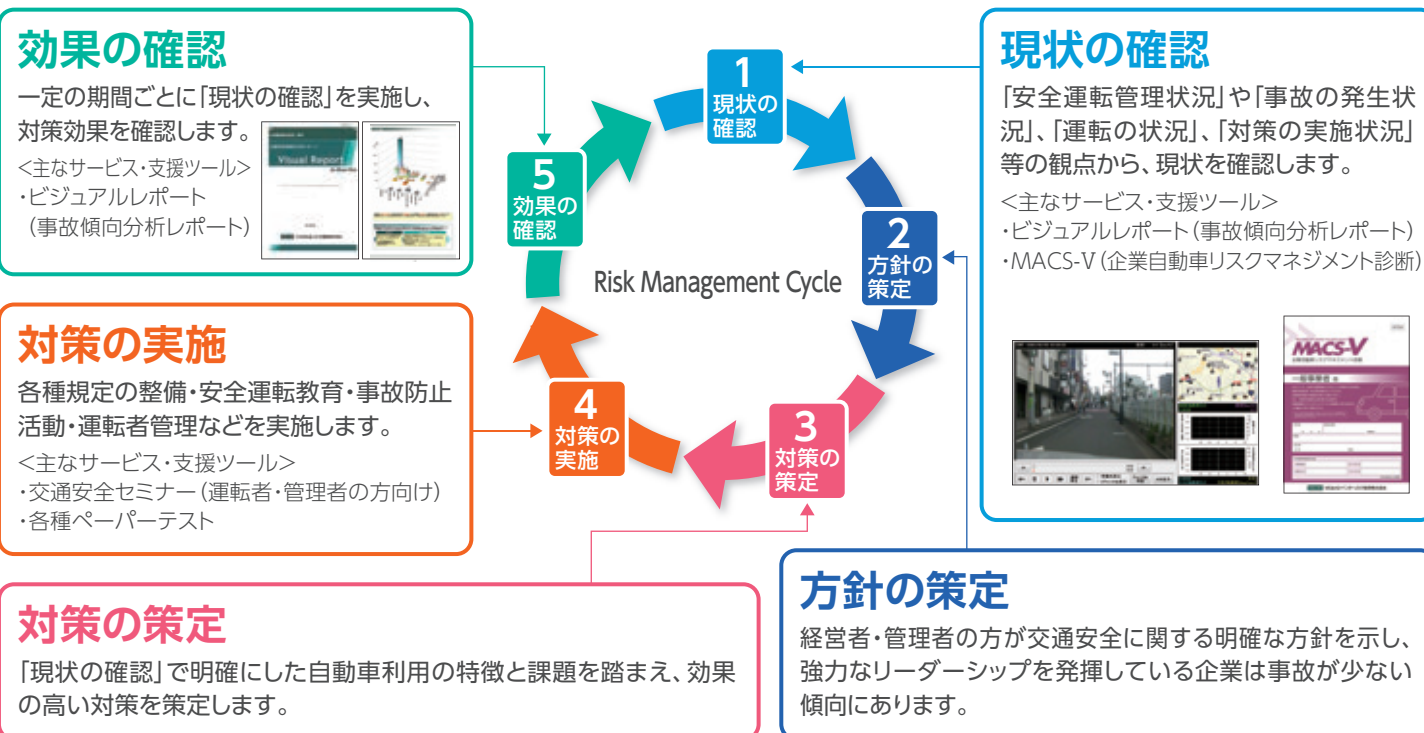 効果の確認
一定の期間ごとに「現状の確認」を実施し、
対策効果を確認します。
<主なサービス・支援ツール>
・ビジュアルレポート
（事故傾向分析レポート）
Visual Report
対策の実施
各種規定の整備・安全運転教育・事故防止
活動・運転者管理などを実施します。
<主なサービス・支援ツール>
・交通安全セミナー（運転者・管理者の方向け）
・各種ペーパーテスト
1
現状の
確認
2
方針の
策定
3
対策の
策定
4
対策の
実施
5
効果の
確認
Risk Management Cycle
現状の確認
「安全運転管理状況」や「事故の発生状
況」、「運転の状況」、「対策の実施状況」
等の観点から、現状を確認します。
<主なサービス・支援ツール>
・ビジュアルレポート（事故傾向分析レポート）
・MACS-V（企業自動車リスクマネジメント診断）
MACS-V
対策の策定
「現状の確認」で明確にした自動車利用の特徴と課題を踏まえ、効果
の高い対策を策定します。
方針の策定
経営者・管理者の方が交通安全に関する明確な方針を示し、
強力なリーダーシップを発揮している企業は事故が少ない
傾向にあります。